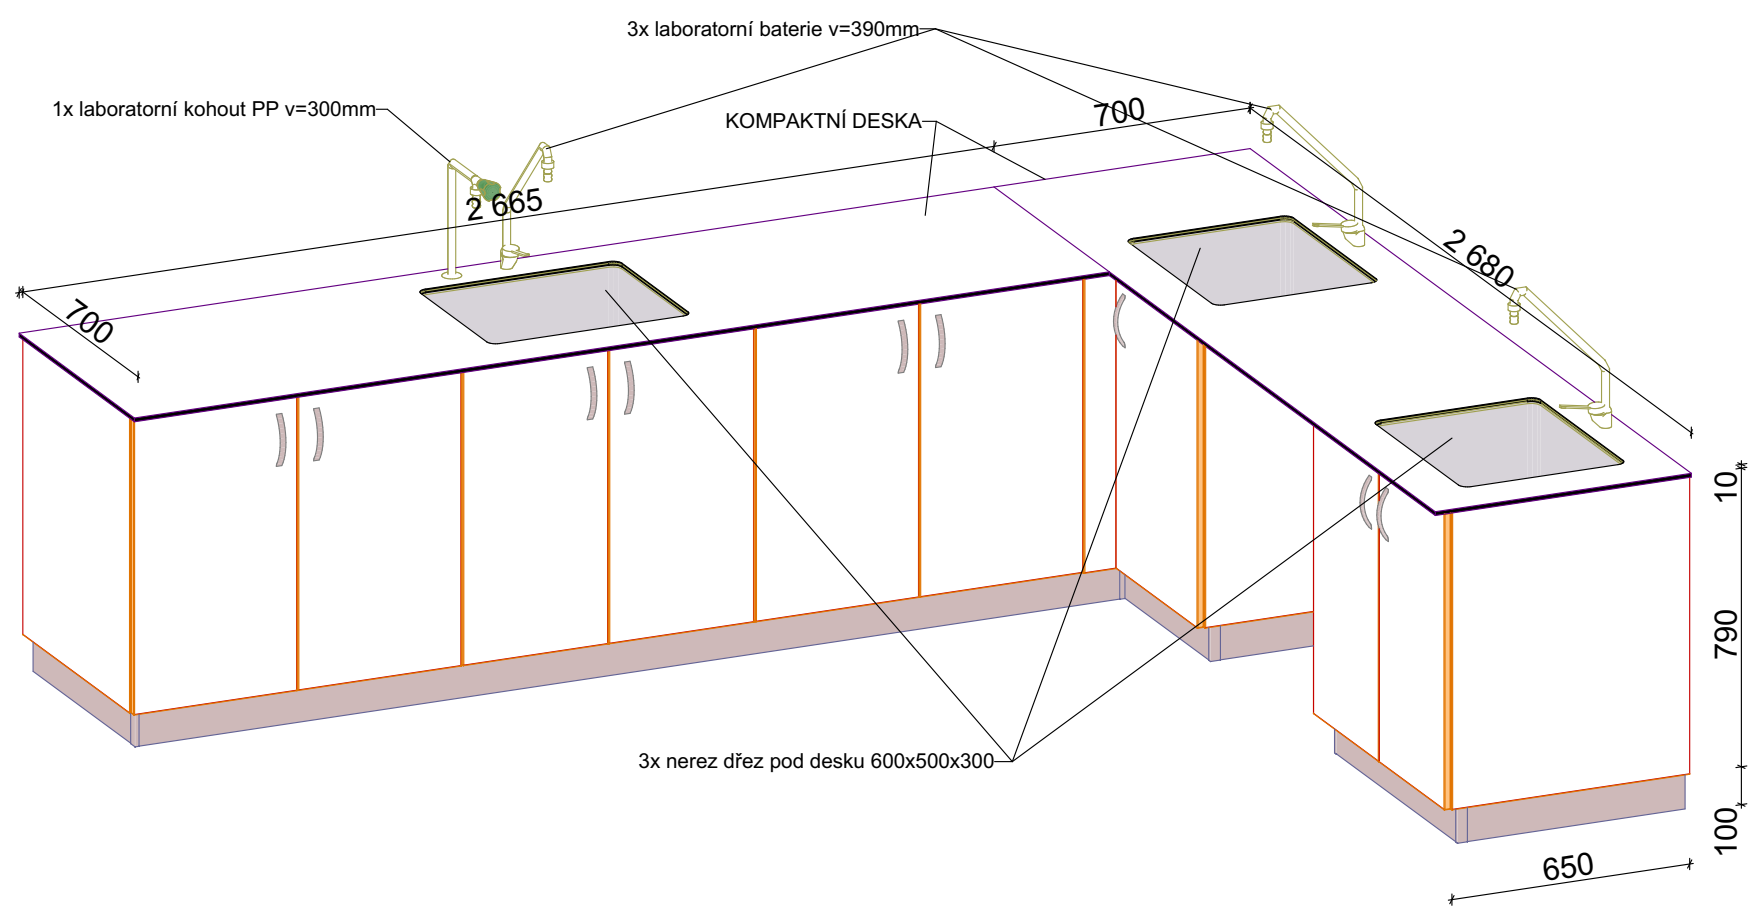 3x laboratorní baterie v=390mm
1x laboratorní kohout PP v=300mm
KOMPAKTNÍ DESKA
700
2 665
2 680
700
10
790
3x nerez dřez pod desku 600x500x300
100
650